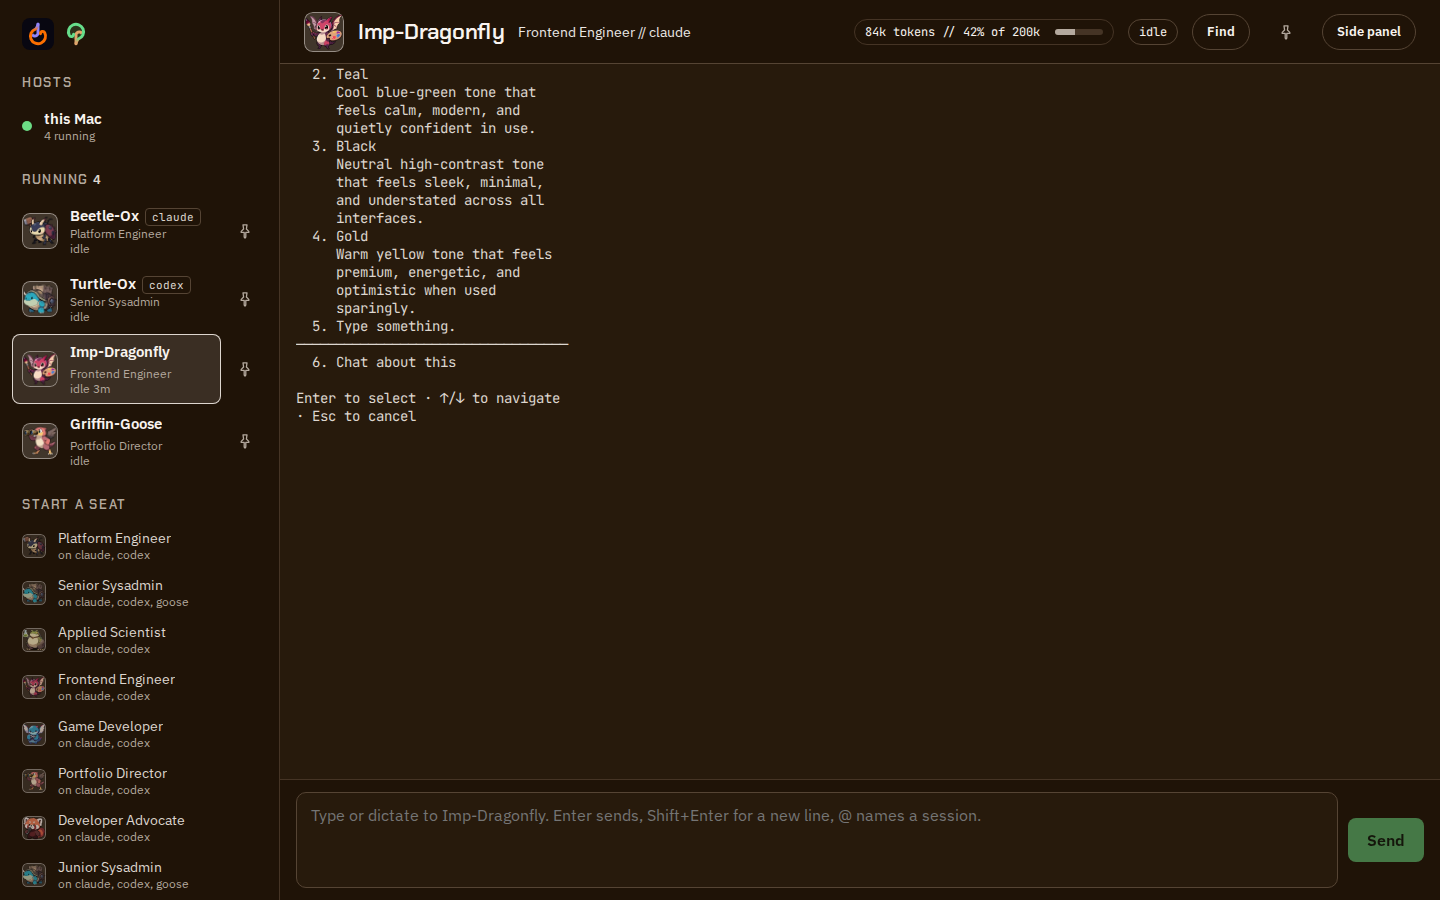 HOSTS
this Mac
4 running
RUNNING 4
Beetle-Ox claude
Platform Engineer
idle
Turtle-Ox codex
Senior Sysadmin
idle
Imp-Dragonfly
Frontend Engineer
idle 3m
Griffin-Goose
Portfolio Director
idle
START A SEAT
Platform Engineer
on claude, codex
Senior Sysadmin
on claude, codex, goose
Applied Scientist
on claude, codex
Frontend Engineer
on claude, codex
Game Developer
on claude, codex
Portfolio Director
on claude, codex
Developer Advocate
on claude, codex
Junior Sysadmin
on claude, codex, goose
Imp-Dragonfly Frontend Engineer // claude 84k tokens // 42% of 200k idle Find Side panel
2. Teal
Cool blue-green tone that
feels calm, modern, and
quietly confident in use.
3. Black
Neutral high-contrast tone
that feels sleek, minimal,
and understated across all
interfaces.
4. Gold
Warm yellow tone that feels
premium, energetic, and
optimistic when used
sparingly.
5. Type something.
6. Chat about this
Enter to select · ↑/↓ to navigate
· Esc to cancel
Type or dictate to Imp-Dragonfly. Enter sends, Shift+Enter for a new line, @ names a session.
Send